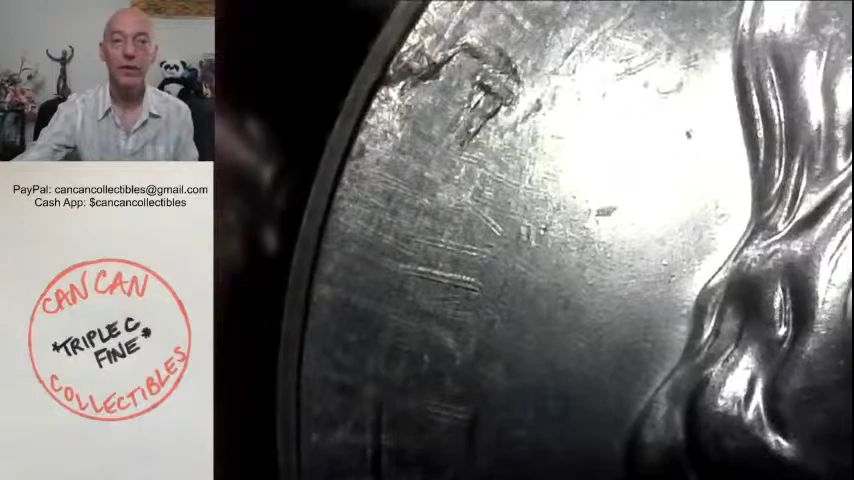 PayPal: cancancollectibles@gmail.com
Cash App: $cancancollectibles
CAN CAN
*TRIPLE C
FINE*
COLLECTIBLES